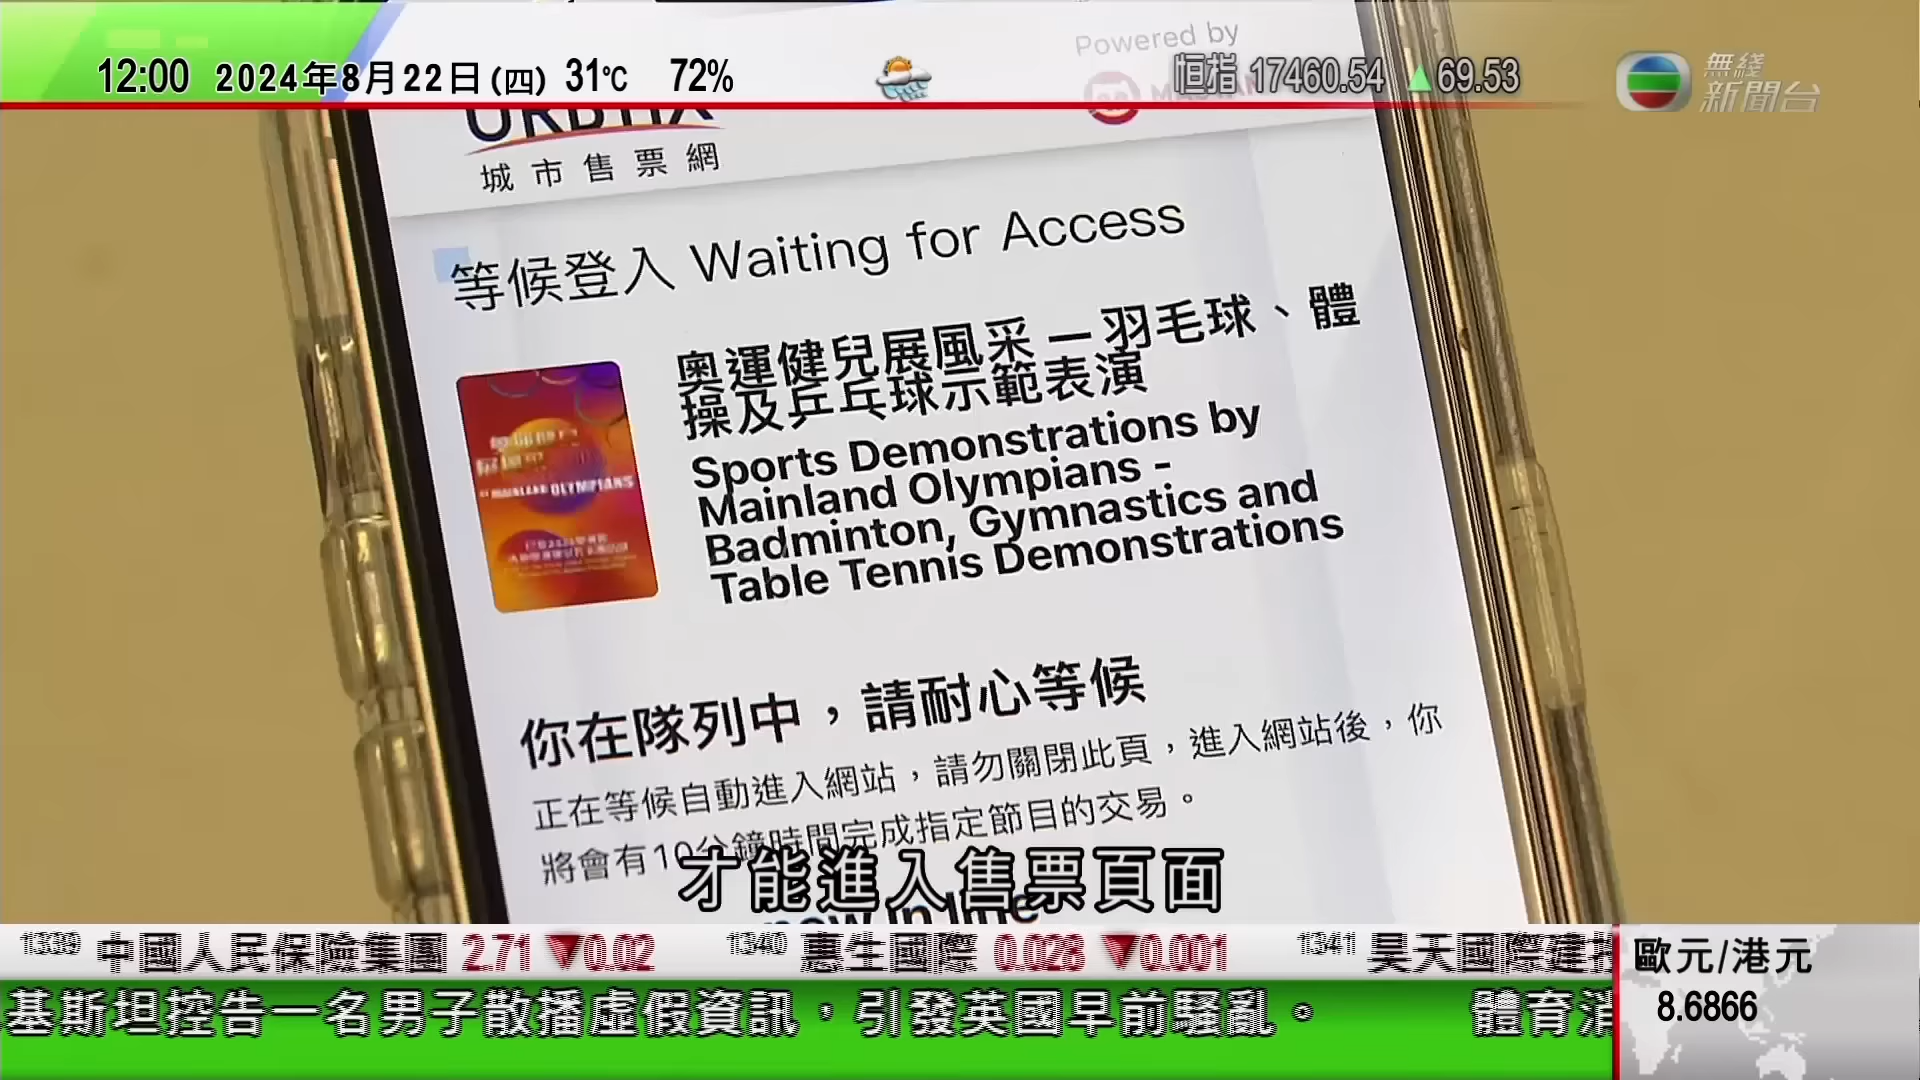 Powered by
12:00 2024年8月22日(四) 31℃ 72% 恒指 17460.54 ▲69.53
無綫
新聞台
URBTIX
城市售票網
等候登入 Waiting for Access
奧運健兒展風采 — 羽毛球、體
操及乒乓球示範表演
Sports Demonstrations by
Mainland Olympians -
Badminton, Gymnastics and
Table Tennis Demonstrations
MAINLAND OLYMPIANS
你在隊列中，請耐心等候
正在等候自動進入網站，請勿關閉此頁，進入網站後，你
將會有10分鐘時間完成指定節目的交易。
才能進入售票頁面
now in line
1339 中國人民保險集團 2.71 ▼0.02 1340 惠生國際 0.028 ▼0.001 1341 昊天國際建
歐元/港元
8.6866
基斯坦控告一名男子散播虛假資訊，引發英國早前騷亂。 體育消